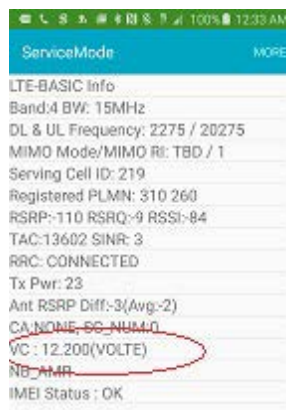 100% 12:33 AM
ServiceMode MORE
LTE-BASIC Info
Band:4 BW: 15MHz
DL & UL Frequency: 2275 / 20275
MIMO Mode/MIMO RI: TBD / 1
Serving Cell ID: 219
Registered PLMN: 310 260
RSRP:-110 RSRQ:-9 RSSI:-84
TAC:13602 SINR: 3
RRC: CONNECTED
Tx Pwr: 23
Ant RSRP Diff:-3(Avg:-2)
CA:NONE, SC_NUM:0
VC : 12.200(VOLTE)
NB_AMR
IMEI Status : OK